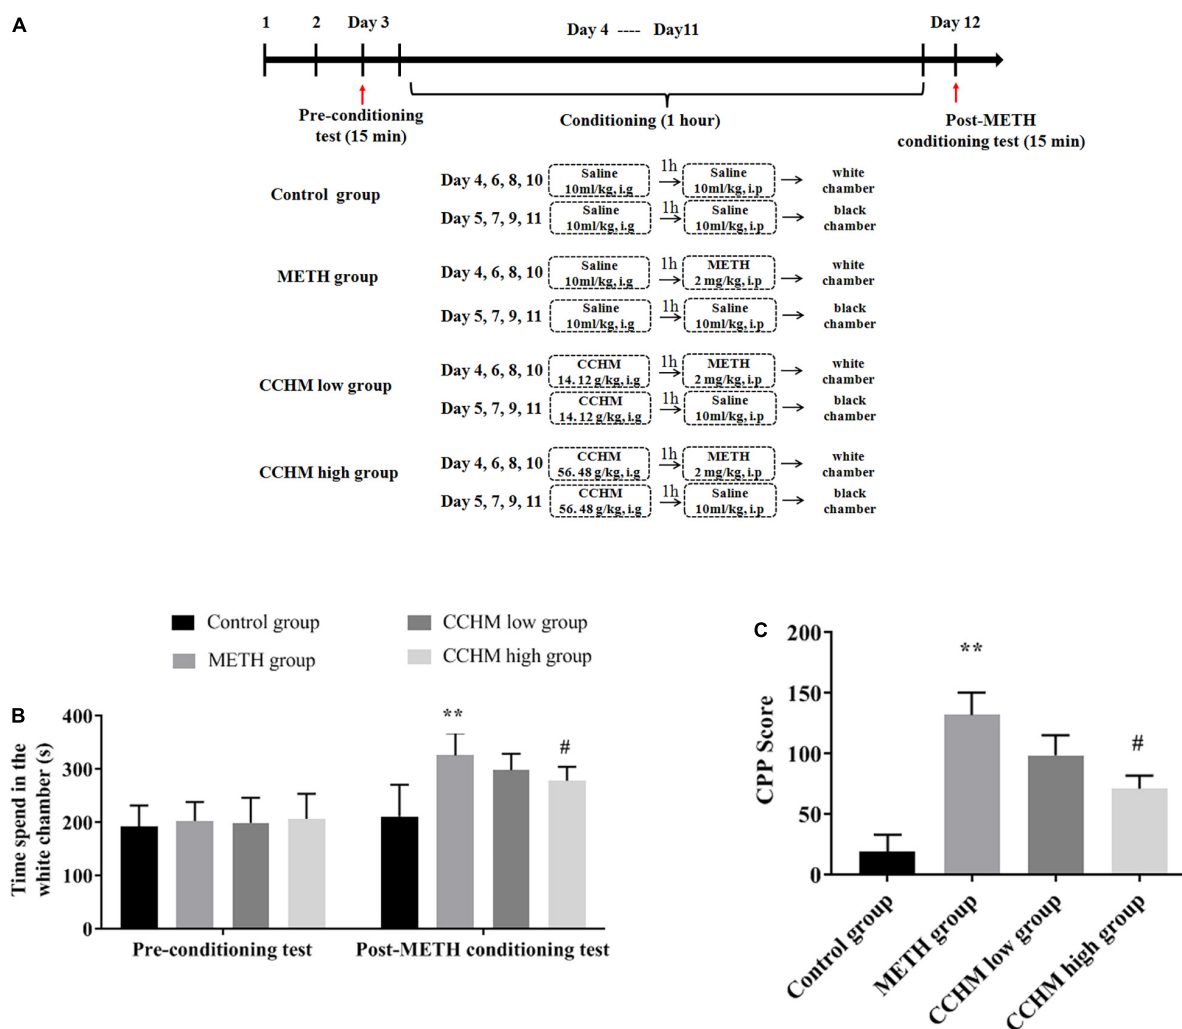 A
1 2 Day 3 Day 4 ---- Day11 Day 12
Pre-conditioning
test (15 min)
Conditioning (1 hour)
Post-METH
conditioning test (15 min)
Control group
Day 4, 6, 8, 10 Saline 1h Saline white
10ml/kg, i.g 10ml/kg, i.p chamber
Day 5, 7, 9, 11 Saline 1h Saline black
10ml/kg, i.g 10ml/kg, i.p chamber
METH group
Day 4, 6, 8, 10 Saline 1h METH white
10ml/kg, i.g 2 mg/kg, i.p chamber
Day 5, 7, 9, 11 Saline 1h Saline black
10ml/kg, i.g 10ml/kg, i.p chamber
CCHM low group
Day 4, 6, 8, 10 CCHM 1h METH white
14. 12 g/kg, i.g 2 mg/kg, i.p chamber
Day 5, 7, 9, 11 CCHM 1h Saline black
14. 12 g/kg, i.g 10ml/kg, i.p chamber
CCHM high group
Day 4, 6, 8, 10 CCHM 1h METH white
56. 48 g/kg, i.g 2 mg/kg, i.p chamber
Day 5, 7, 9, 11 CCHM 1h Saline black
56. 48 g/kg, i.g 10ml/kg, i.p chamber
Control group
METH group
CCHM low group
CCHM high group
B
Time spend in the
white chamber (s)
400
300
200
100
0
**
#
Pre-conditioning test
Post-METH conditioning test
C
CPP Score
200
150
100
50
0
**
#
Control group
METH group
CCHM low group
CCHM high group